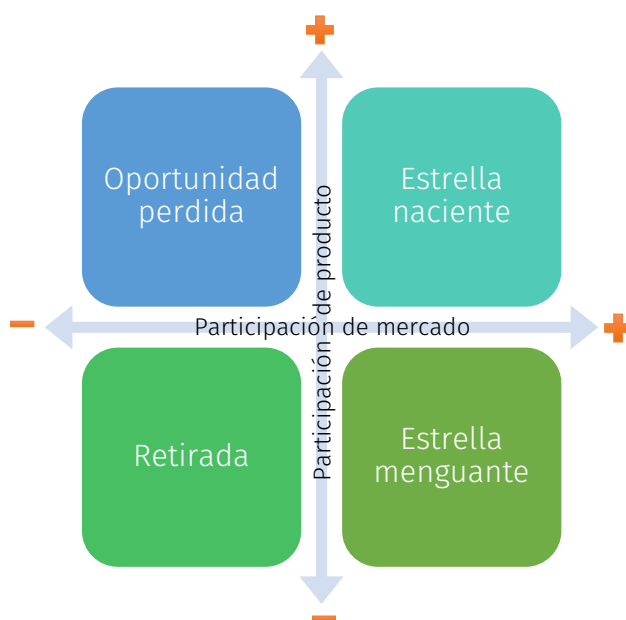 Oportunidad
perdida
Estrella
naciente
Participación de mercado
Participación de producto
Retirada
Estrella
menguante